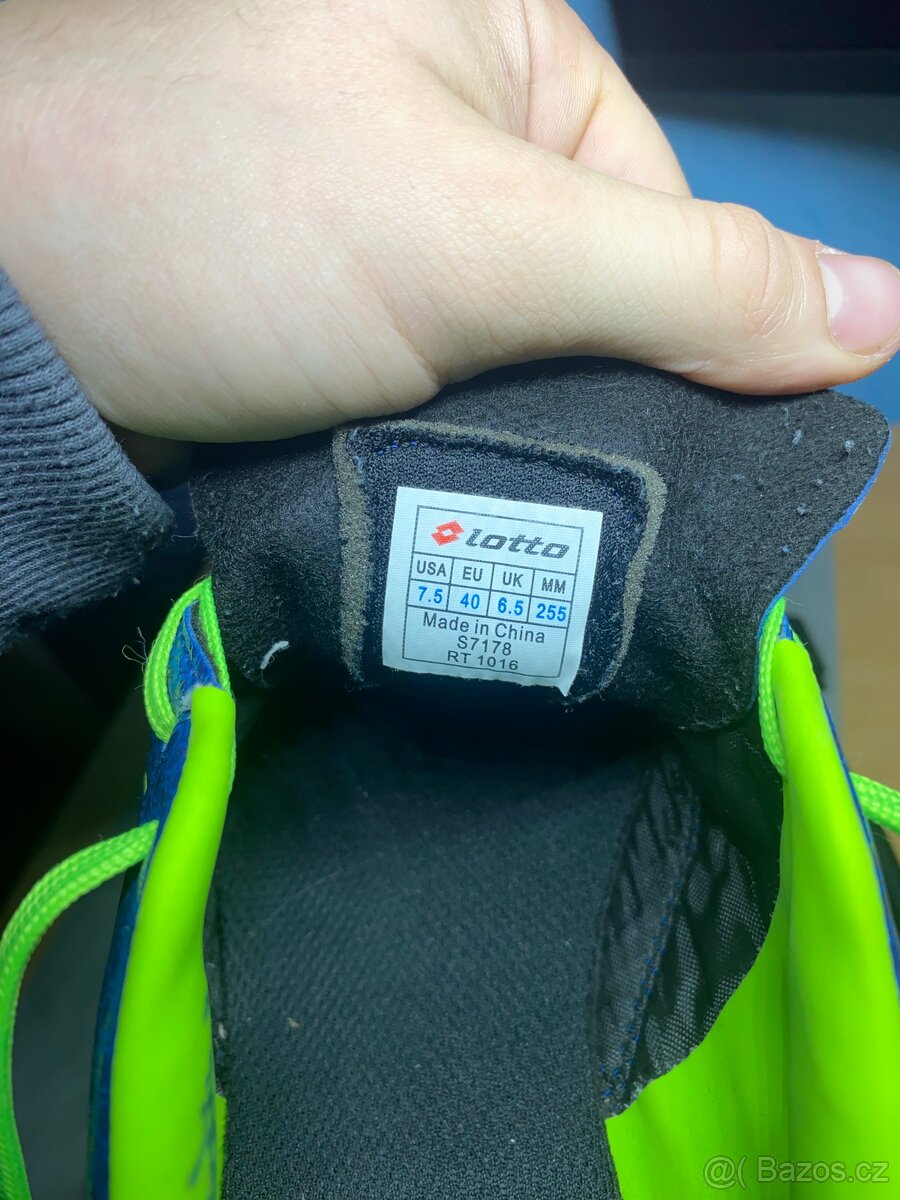 lotto
USA EU UK MM
7.5 40 6.5 255
Made in China
S7178
RT 1016
@( Bazos.cz